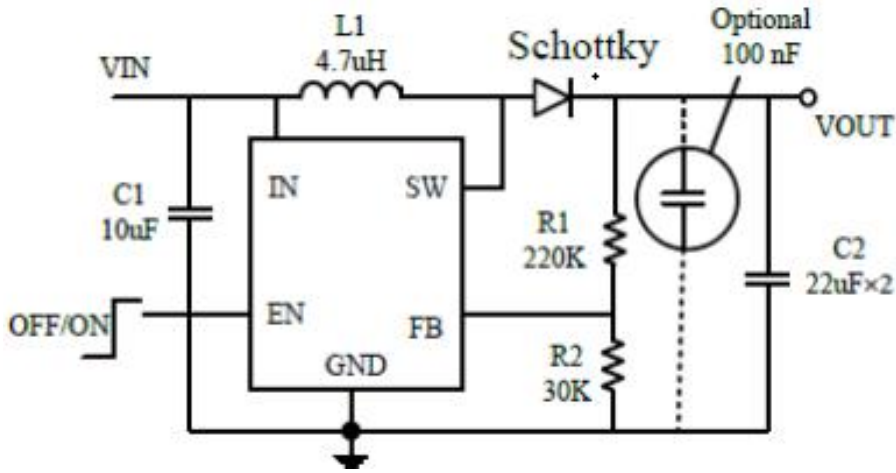 Optional
100 nF
L1
4.7uH
Schottky
VIN
VOUT
IN
SW
C1
10uF
R1
220K
C2
22uF×2
OFF/ON
EN
FB
GND
R2
30K